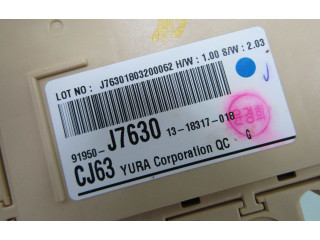 LOT NO : J76301803200062 H/W : 1.00 S/W : 2.03
91950- J7630 13-18317-018
CJ63 YURA Corporation QC G